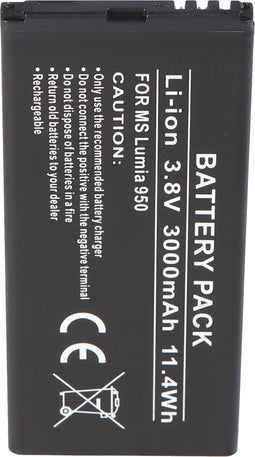 BATTERY PACK
Li-ion 3.8V 3000mAh 11.4Wh
FOR MS Lumia 950
CAUTION:
•Only use the recommended battery charger
•Do not connect the positive with the negative
•Do not dispose of batteries in a fire
•Return old batteries to your dealer
•Rechargeable
CE